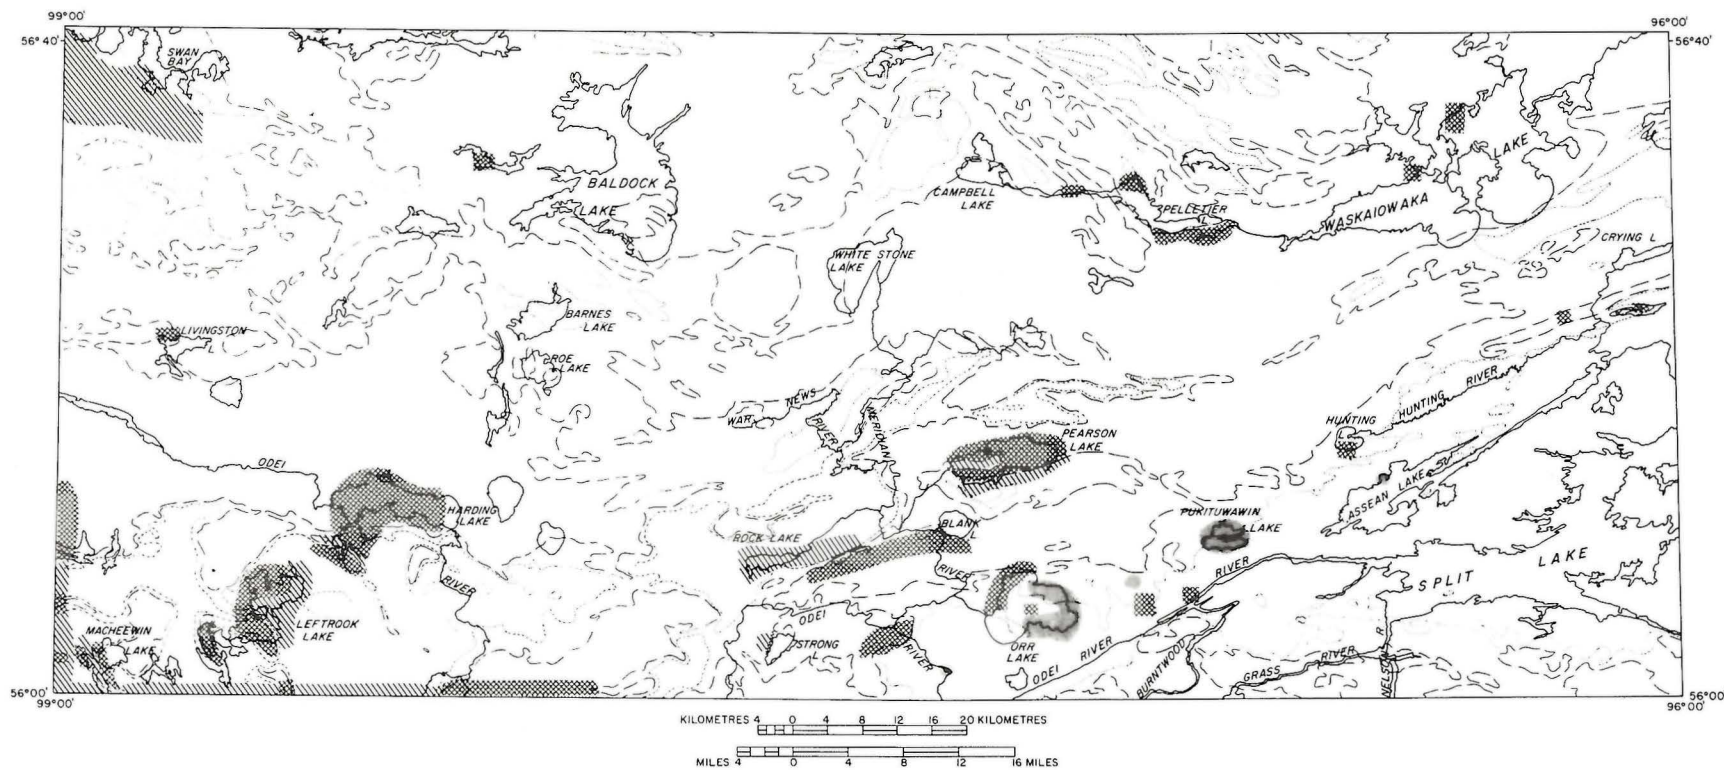 99°00'
96°00'
56°40'
56°40'
SWAN
BAY
LAKE
BALDOCK
LAKE
CAMPBELL
LAKE
PELLETIER
L
WASKAIOWAKA
CRYING L
WHITE STONE
LAKE
BARNES
LAKE
LIVINGSTON
L
ROE
LAKE
WAR
NEWS
RIVER
MERIDIAN
HUNTING
L
HUNTING
RIVER
PEARSON
LAKE
ODEI
ASSEAN LAKE
HARDING
LAKE
PUKITUWAWIN
LAKE
BLANK
L
ROCK LAKE
RIVER
RIVER
RIVER
SPLIT
LAKE
LEFTROOK
LAKE
MACHEEWIN
LAKE
ODEI
STRONG
L
RIVER
ORR
LAKE
ODEI
RIVER
BURNTWOOD
GRASS
RIVER
NELSON R.
56°00'
99°00'
56°00'
96°00'
KILOMETRES 4 0 4 8 12 16 20 KILOMETRES
MILES 4 0 4 8 12 16 MILES